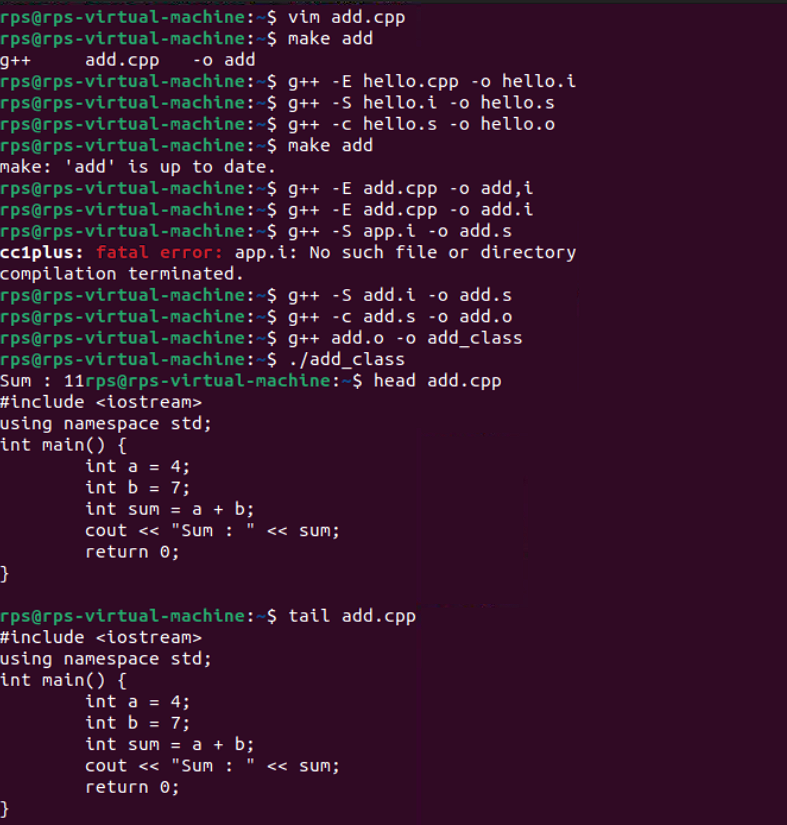 rps@rps-virtual-machine:~$ vim add.cpp
rps@rps-virtual-machine:~$ make add
g++     add.cpp   -o add
rps@rps-virtual-machine:~$ g++ -E hello.cpp -o hello.i
rps@rps-virtual-machine:~$ g++ -S hello.i -o hello.s
rps@rps-virtual-machine:~$ g++ -c hello.s -o hello.o
rps@rps-virtual-machine:~$ make add
make: 'add' is up to date.
rps@rps-virtual-machine:~$ g++ -E add.cpp -o add,i
rps@rps-virtual-machine:~$ g++ -E add.cpp -o add.i
rps@rps-virtual-machine:~$ g++ -S app.i -o add.s
cc1plus: fatal error: app.i: No such file or directory
compilation terminated.
rps@rps-virtual-machine:~$ g++ -S add.i -o add.s
rps@rps-virtual-machine:~$ g++ -c add.s -o add.o
rps@rps-virtual-machine:~$ g++ add.o -o add_class
rps@rps-virtual-machine:~$ ./add_class
Sum : 11rps@rps-virtual-machine:~$ head add.cpp
#include <iostream>
using namespace std;
int main() {
        int a = 4;
        int b = 7;
        int sum = a + b;
        cout << "Sum : " << sum;
        return 0;
}
rps@rps-virtual-machine:~$ tail add.cpp
#include <iostream>
using namespace std;
int main() {
        int a = 4;
        int b = 7;
        int sum = a + b;
        cout << "Sum : " << sum;
        return 0;
}